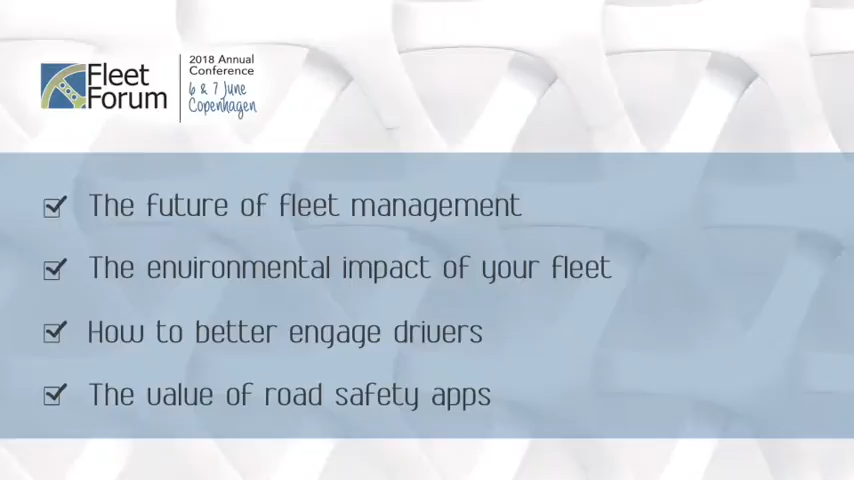 Fleet
Forum
2018 Annual
Conference
6 & 7 June
Copenhagen
The future of fleet management
The environmental impact of your fleet
How to better engage drivers
The value of road safety apps